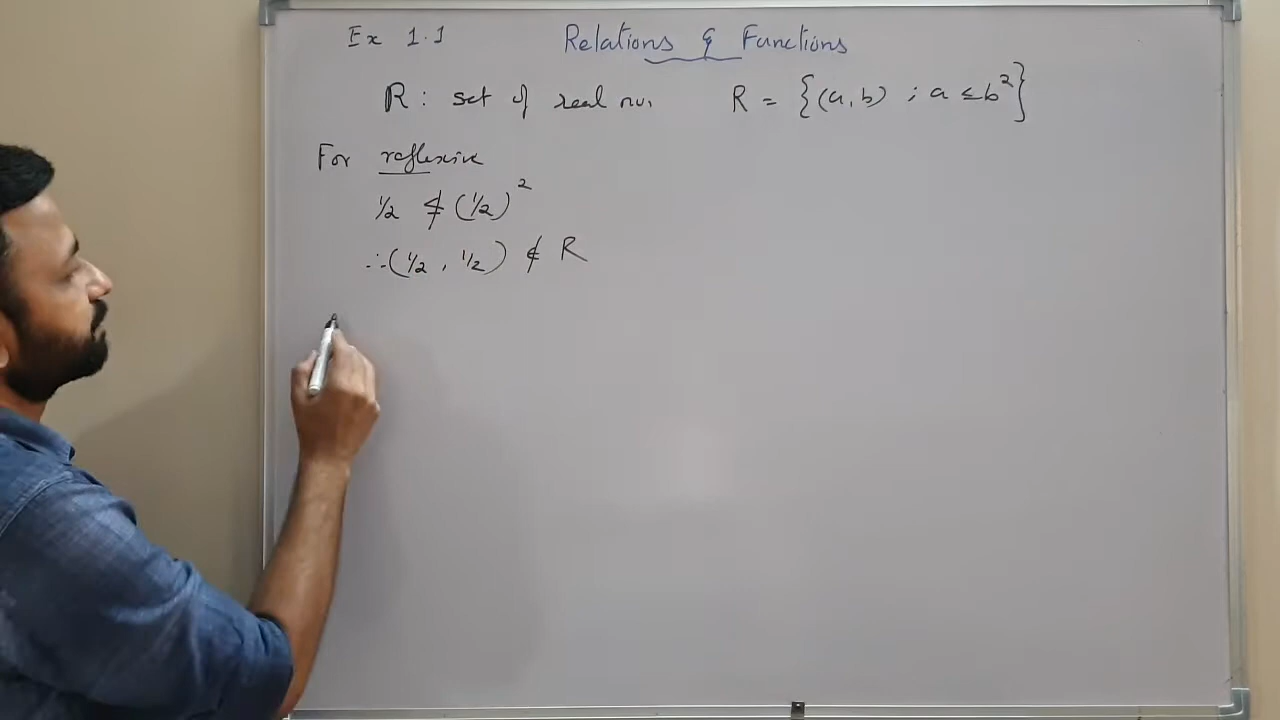 Ex 1.1 Relations & Functions
R : set of real nu. R = {(a, b) ; a ≤ b²}
For reflexive
1/2 ≰ (1/2)²
∴ (1/2, 1/2) ∉ R